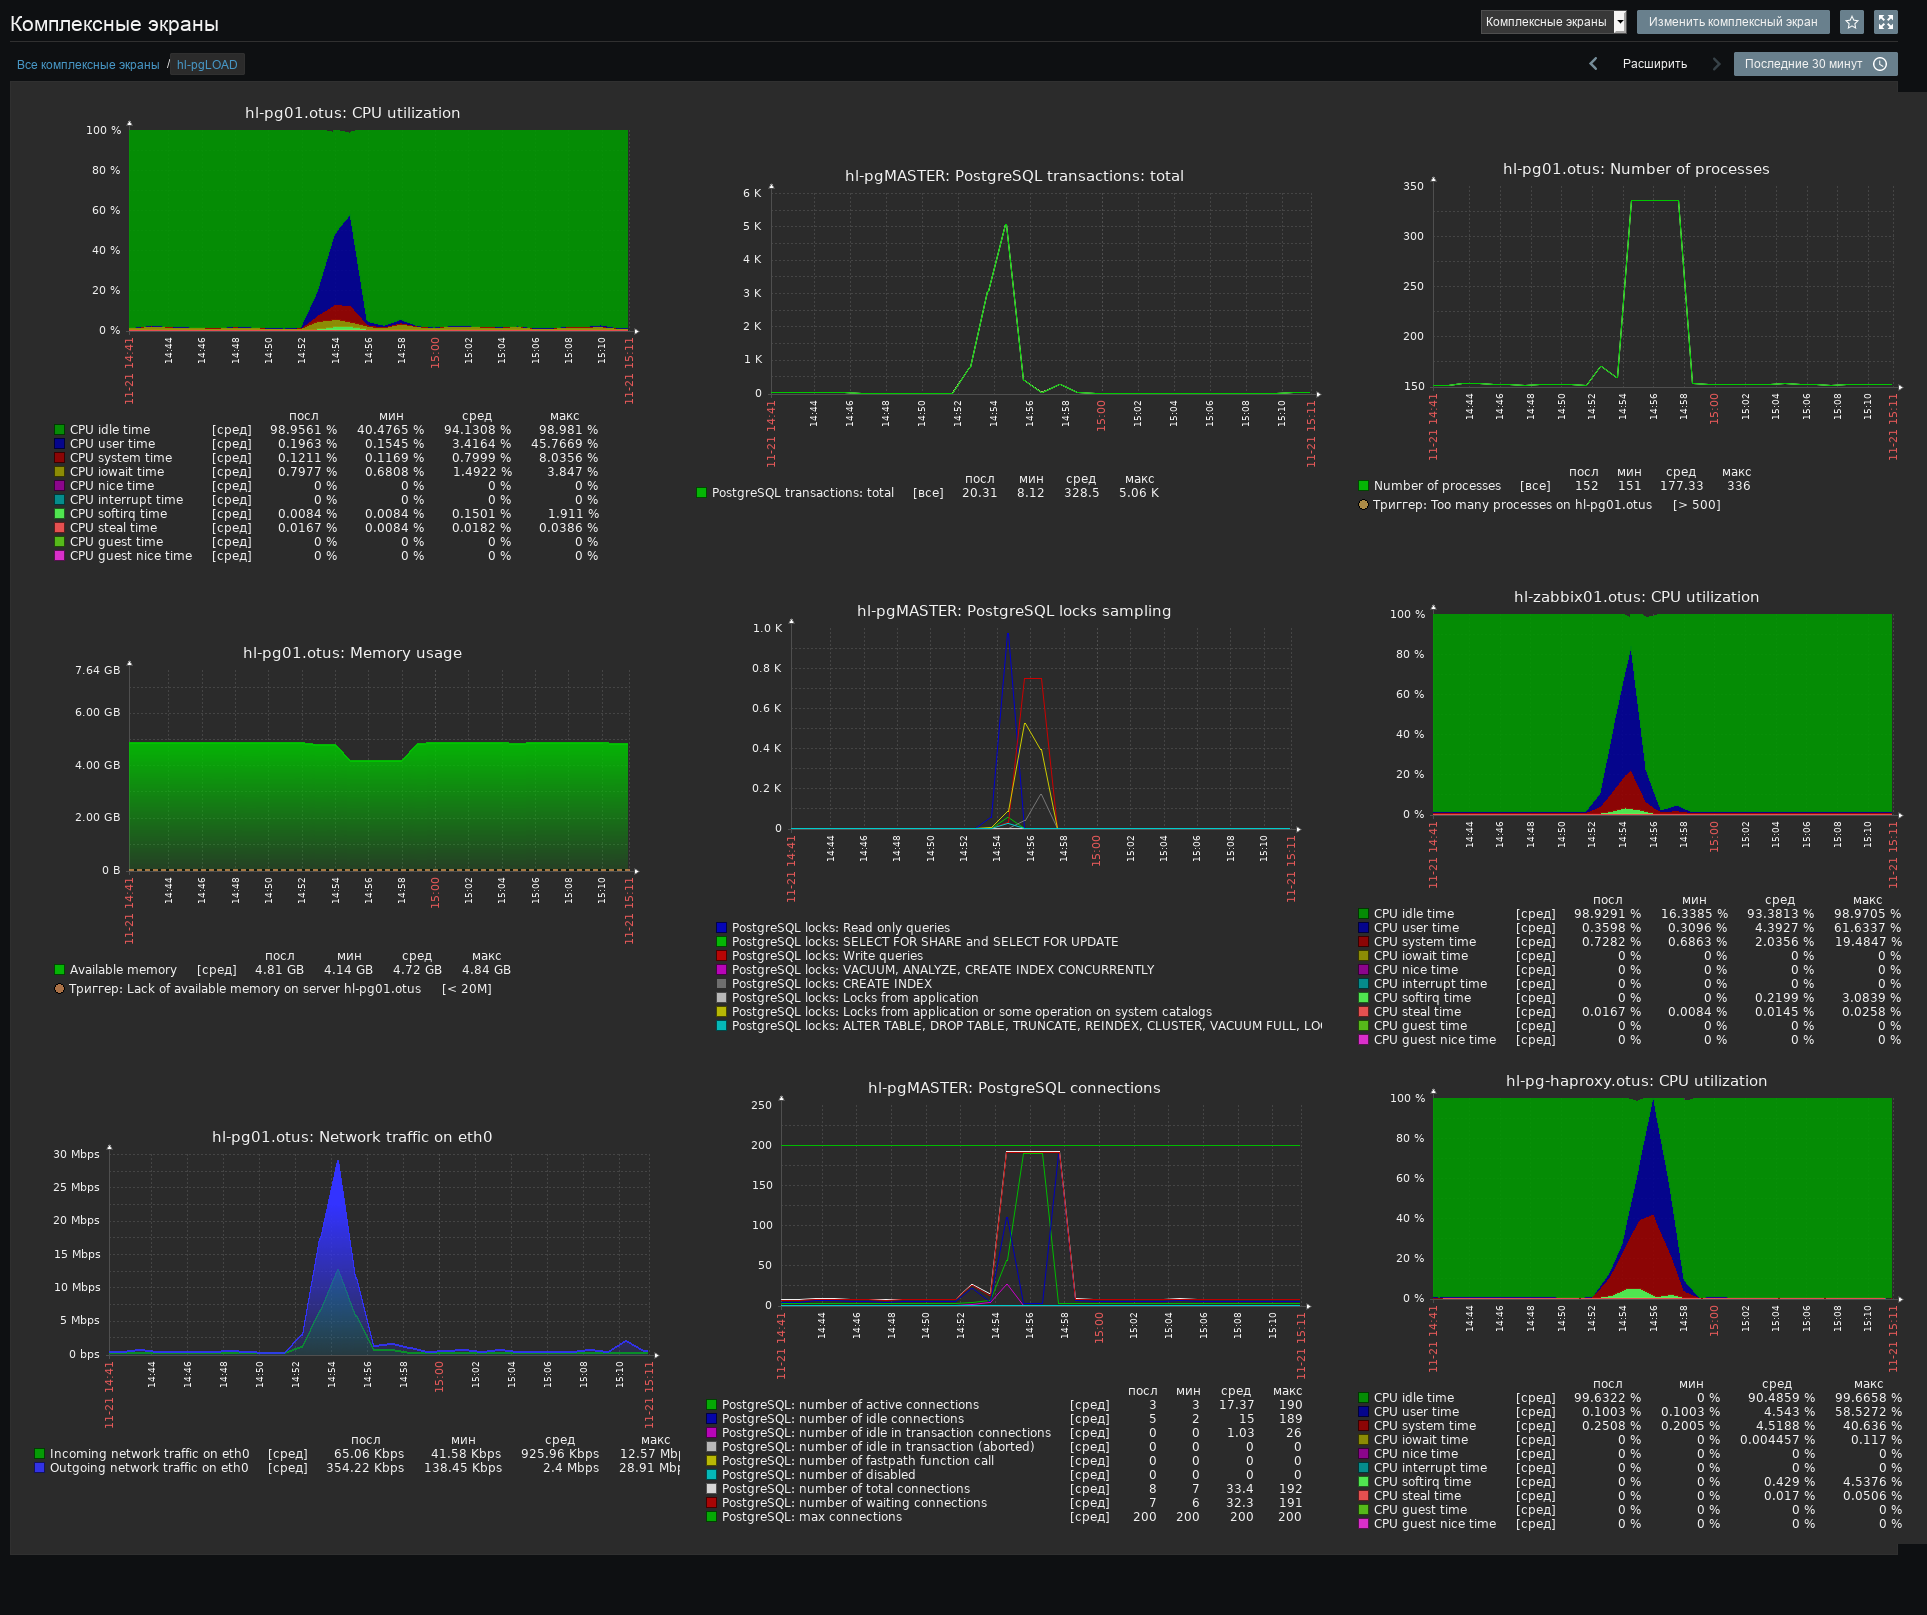 Комплексные экраны
Комплексные экраны
Изменить комплексный экран
Все комплексные экраны / hl-pgLOAD
Расширить
Последние 30 минут
hl-pg01.otus: CPU utilization
100 %
80 %
60 %
40 %
20 %
0 %
11-21 14:41 14:44 14:46 14:48 14:50 14:52 14:54 14:56 14:58 15:00 15:02 15:04 15:06 15:08 15:10 11-21 15:11
посл мин сред макс
CPU idle time [сред] 98.9561 % 40.4765 % 94.1308 % 98.981 %
CPU user time [сред] 0.1963 % 0.1545 % 3.4164 % 45.7669 %
CPU system time [сред] 0.1211 % 0.1169 % 0.7999 % 8.0356 %
CPU iowait time [сред] 0.7977 % 0.6808 % 1.4922 % 3.847 %
CPU nice time [сред] 0 % 0 % 0 % 0 %
CPU interrupt time [сред] 0 % 0 % 0 % 0 %
CPU softirq time [сред] 0.0084 % 0.0084 % 0.1501 % 1.911 %
CPU steal time [сред] 0.0167 % 0.0084 % 0.0182 % 0.0386 %
CPU guest time [сред] 0 % 0 % 0 % 0 %
CPU guest nice time [сред] 0 % 0 % 0 % 0 %
hl-pgMASTER: PostgreSQL transactions: total
6 K
5 K
4 K
3 K
2 K
1 K
0
11-21 14:41 14:44 14:46 14:48 14:50 14:52 14:54 14:56 14:58 15:00 15:02 15:04 15:06 15:08 15:10 11-21 15:11
посл мин сред макс
PostgreSQL transactions: total [все] 20.31 8.12 328.5 5.06 K
hl-pg01.otus: Number of processes
350
300
250
200
150
11-21 14:41 14:44 14:46 14:48 14:50 14:52 14:54 14:56 14:58 15:00 15:02 15:04 15:06 15:08 15:10 11-21 15:11
посл мин сред макс
Number of processes [все] 152 151 177.33 336
Триггер: Too many processes on hl-pg01.otus [> 500]
hl-pg01.otus: Memory usage
7.64 GB
6.00 GB
4.00 GB
2.00 GB
0 B
11-21 14:41 14:44 14:46 14:48 14:50 14:52 14:54 14:56 14:58 15:00 15:02 15:04 15:06 15:08 15:10 11-21 15:11
посл мин сред макс
Available memory [сред] 4.81 GB 4.14 GB 4.72 GB 4.84 GB
Триггер: Lack of available memory on server hl-pg01.otus [< 20M]
hl-pgMASTER: PostgreSQL locks sampling
1.0 K
0.8 K
0.6 K
0.4 K
0.2 K
0
11-21 14:41 14:44 14:46 14:48 14:50 14:52 14:54 14:56 14:58 15:00 15:02 15:04 15:06 15:08 15:10 11-21 15:11
PostgreSQL locks: Read only queries
PostgreSQL locks: SELECT FOR SHARE and SELECT FOR UPDATE
PostgreSQL locks: Write queries
PostgreSQL locks: VACUUM, ANALYZE, CREATE INDEX CONCURRENTLY
PostgreSQL locks: CREATE INDEX
PostgreSQL locks: Locks from application
PostgreSQL locks: Locks from application or some operation on system catalogs
PostgreSQL locks: ALTER TABLE, DROP TABLE, TRUNCATE, REINDEX, CLUSTER, VACUUM FULL,
hl-zabbix01.otus: CPU utilization
100 %
80 %
60 %
40 %
20 %
0 %
11-21 14:41 14:44 14:46 14:48 14:50 14:52 14:54 14:56 14:58 15:00 15:02 15:04 15:06 15:08 15:10 11-21 15:11
посл мин сред макс
CPU idle time [сред] 98.9291 % 16.3385 % 93.3813 % 98.9705 %
CPU user time [сред] 0.3598 % 0.3096 % 4.3927 % 61.6337 %
CPU system time [сред] 0.7282 % 0.6863 % 2.0356 % 19.4847 %
CPU iowait time [сред] 0 % 0 % 0 % 0 %
CPU nice time [сред] 0 % 0 % 0 % 0 %
CPU interrupt time [сред] 0 % 0 % 0 % 0 %
CPU softirq time [сред] 0 % 0 % 0.2199 % 3.0839 %
CPU steal time [сред] 0.0167 % 0.0084 % 0.0145 % 0.0258 %
CPU guest time [сред] 0 % 0 % 0 % 0 %
CPU guest nice time [сред] 0 % 0 % 0 % 0 %
hl-pg01.otus: Network traffic on eth0
30 Mbps
25 Mbps
20 Mbps
15 Mbps
10 Mbps
5 Mbps
0 bps
11-21 14:41 14:44 14:46 14:48 14:50 14:52 14:54 14:56 14:58 15:00 15:02 15:04 15:06 15:08 15:10 11-21 15:11
посл мин сред макс
Incoming network traffic on eth0 [сред] 65.06 Kbps 41.58 Kbps 925.96 Kbps 12.57
Outgoing network traffic on eth0 [сред] 354.22 Kbps 138.45 Kbps 2.4 Mbps 28.91
hl-pgMASTER: PostgreSQL connections
250
200
150
100
50
0
11-21 14:41 14:44 14:46 14:48 14:50 14:52 14:54 14:56 14:58 15:00 15:02 15:04 15:06 15:08 15:10 11-21 15:11
посл мин сред макс
PostgreSQL: number of active connections [сред] 3 3 17.37 190
PostgreSQL: number of idle connections [сред] 5 2 15 189
PostgreSQL: number of idle in transaction connections [сред] 0 0 1.03 26
PostgreSQL: number of idle in transaction (aborted) [сред] 0 0 0 0
PostgreSQL: number of fastpath function call [сред] 0 0 0 0
PostgreSQL: number of disabled [сред] 0 0 0 0
PostgreSQL: number of total connections [сред] 8 7 33.4 192
PostgreSQL: number of waiting connections [сред] 7 6 32.3 191
PostgreSQL: max connections [сред] 200 200 200 200
hl-pg-haproxy.otus: CPU utilization
100 %
80 %
60 %
40 %
20 %
0 %
11-21 14:41 14:44 14:46 14:48 14:50 14:52 14:54 14:56 14:58 15:00 15:02 15:04 15:06 15:08 15:10 11-21 15:11
посл мин сред макс
CPU idle time [сред] 99.6322 % 0 % 90.4859 % 99.6658 %
CPU user time [сред] 0.1003 % 0.1003 % 4.543 % 58.5272 %
CPU system time [сред] 0.2508 % 0.2005 % 4.5188 % 40.636 %
CPU iowait time [сред] 0 % 0 % 0.004457 % 0.117 %
CPU nice time [сред] 0 % 0 % 0 % 0 %
CPU interrupt time [сред] 0 % 0 % 0 % 0 %
CPU softirq time [сред] 0 % 0 % 0.429 % 4.5376 %
CPU steal time [сред] 0 % 0 % 0.017 % 0.0506 %
CPU guest time [сред] 0 % 0 % 0 % 0 %
CPU guest nice time [сред] 0 % 0 % 0 % 0 %